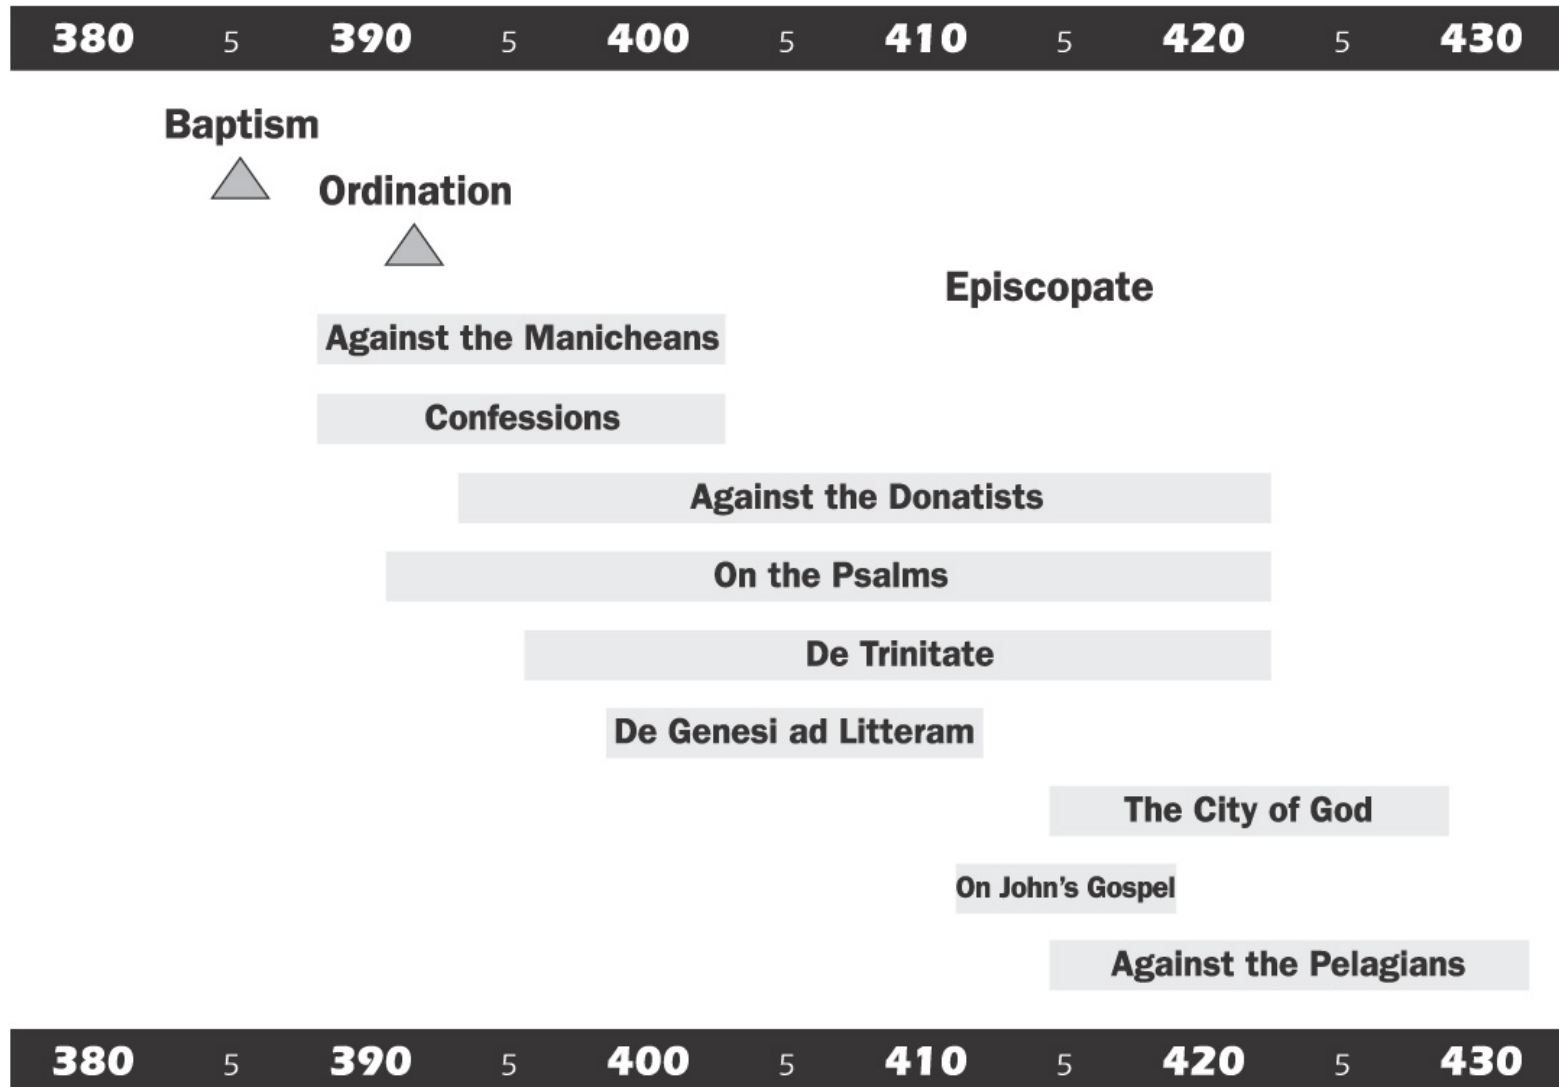 380 5 390 5 400 5 410 5 420 5 430
Baptism
Ordination
Episcopate
Against the Manicheans
Confessions
Against the Donatists
On the Psalms
De Trinitate
De Genesi ad Litteram
The City of God
On John’s Gospel
Against the Pelagians
380 5 390 5 400 5 410 5 420 5 430